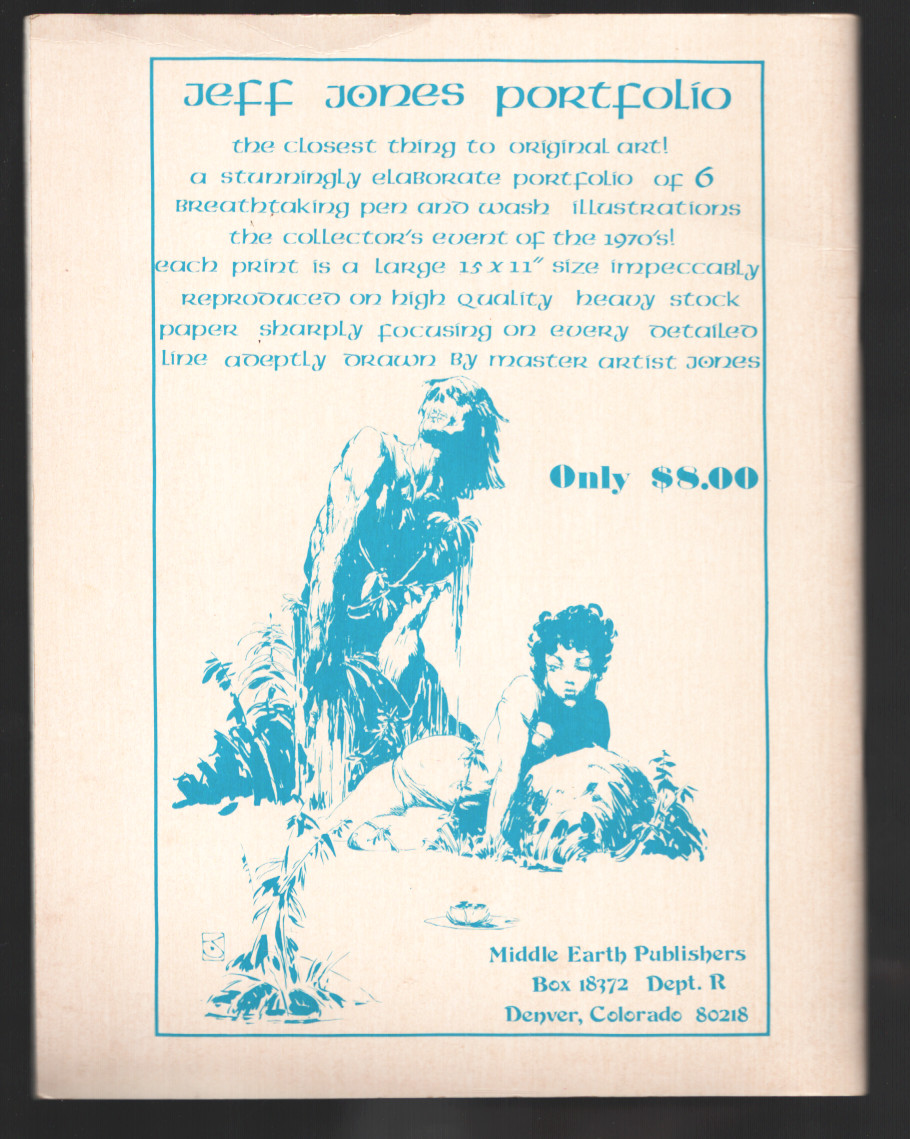 Jeff Jones Portfolio
the closest thing to original art!
a stunningly elaborate portfolio of 6
Breathtaking pen and wash illustrations
the collector's event of the 1970's!
each print is a large 15 x 11" size impeccably
reproduced on high quality heavy stock
paper sharply focusing on every detailed
line adeptly drawn by master artist Jones
Only $8.00
Middle Earth Publishers
Box 18372 Dept. R
Denver, Colorado 80218